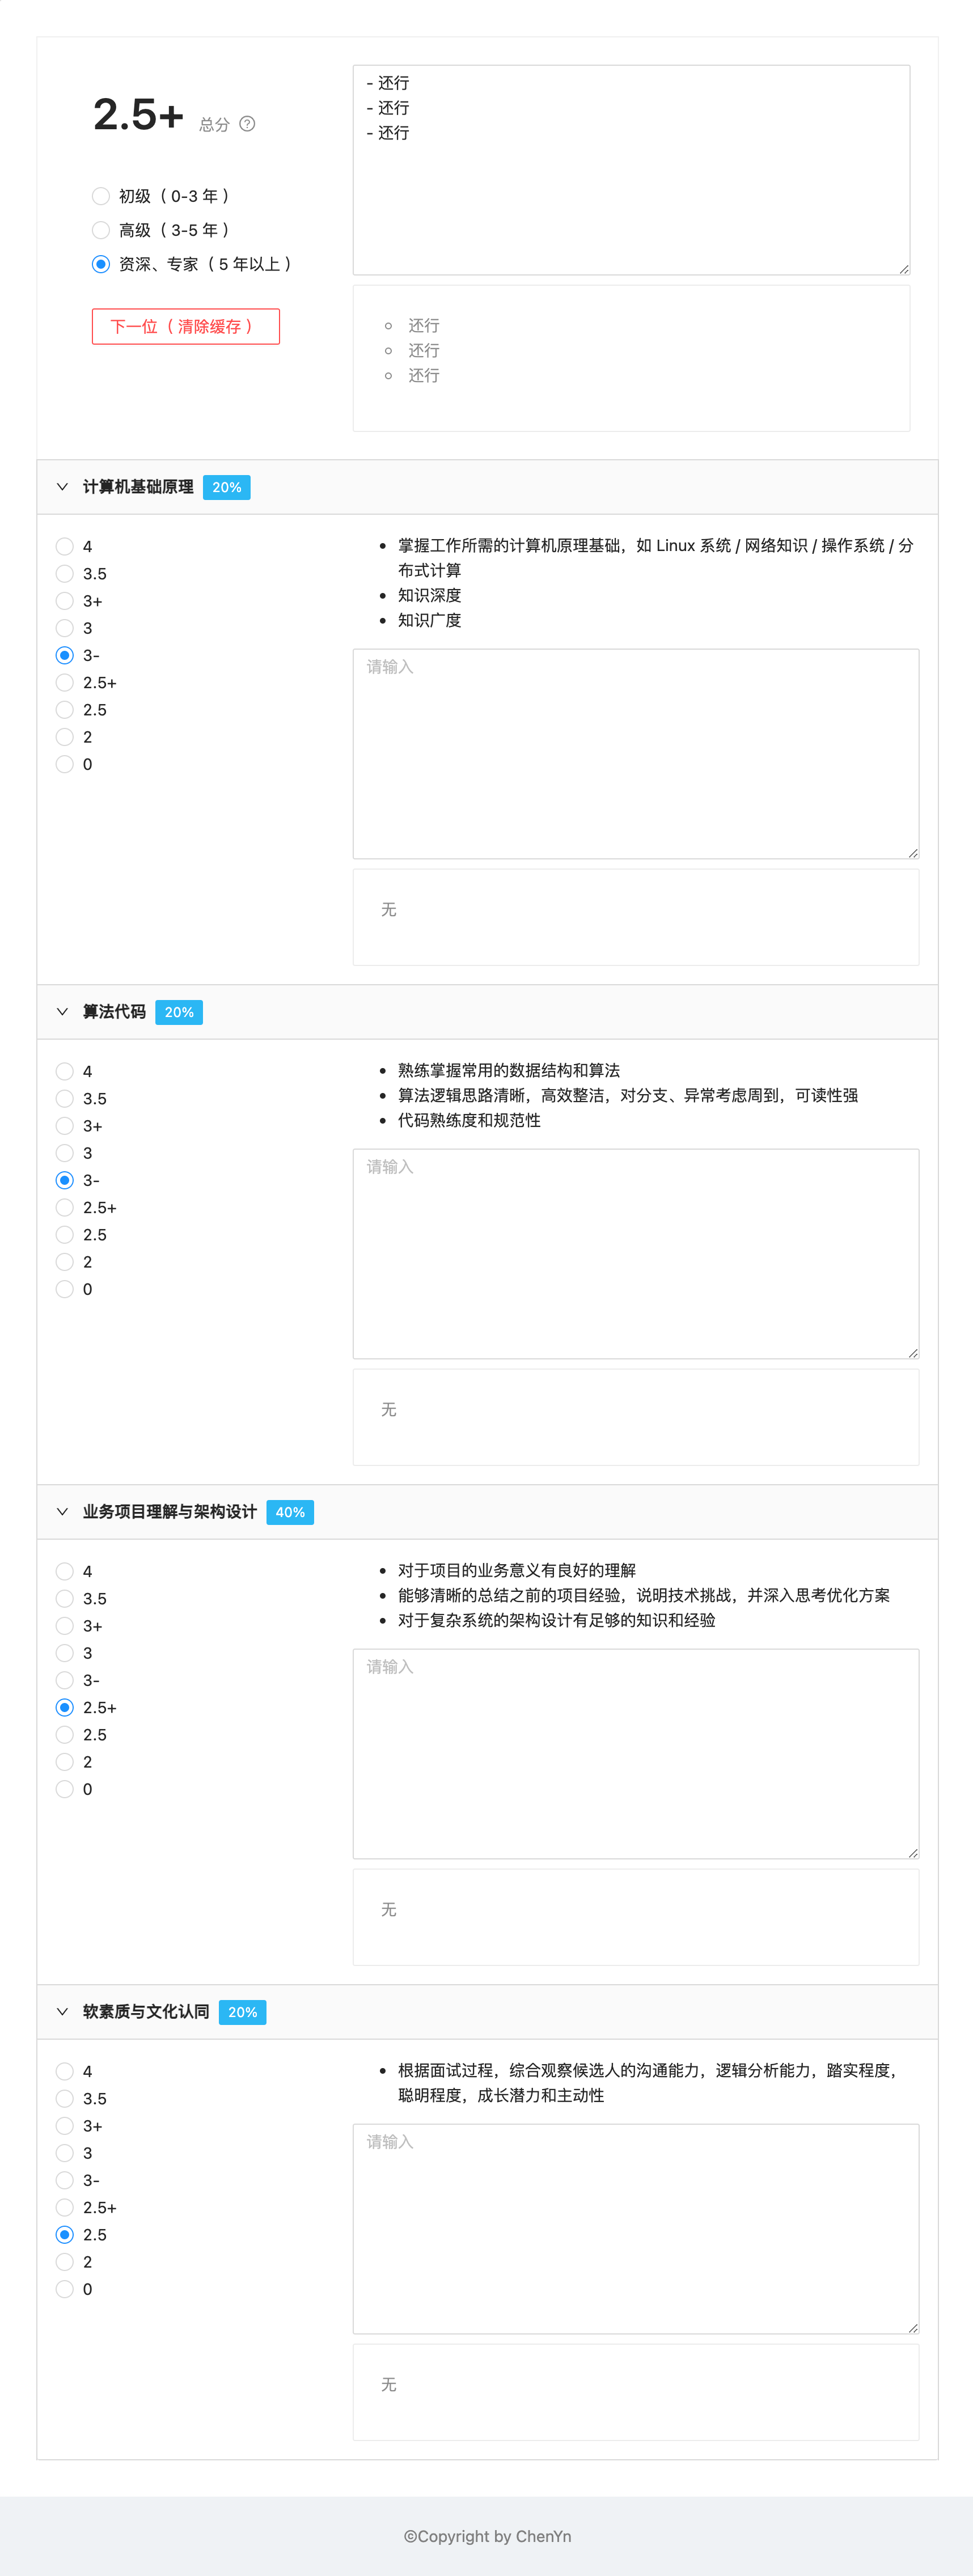 2.5+ 总分
初级（0-3 年）
高级（3-5 年）
资深、专家（5 年以上）
下一位（清除缓存）
- 还行
- 还行
- 还行
还行
还行
还行
计算机基础原理 20%
4
3.5
3+
3
3-
2.5+
2.5
2
0
掌握工作所需的计算机原理基础，如 Linux 系统 / 网络知识 / 操作系统 / 分
布式计算
知识深度
知识广度
请输入
无
算法代码 20%
4
3.5
3+
3
3-
2.5+
2.5
2
0
熟练掌握常用的数据结构和算法
算法逻辑思路清晰，高效整洁，对分支、异常考虑周到，可读性强
代码熟练度和规范性
请输入
无
业务项目理解与架构设计 40%
4
3.5
3+
3
3-
2.5+
2.5
2
0
对于项目的业务意义有良好的理解
能够清晰的总结之前的项目经验，说明技术挑战，并深入思考优化方案
对于复杂系统的架构设计有足够的知识和经验
请输入
无
软素质与文化认同 20%
4
3.5
3+
3
3-
2.5+
2.5
2
0
根据面试过程，综合观察候选人的沟通能力，逻辑分析能力，踏实程度，
聪明程度，成长潜力和主动性
请输入
无
©Copyright by ChenYn